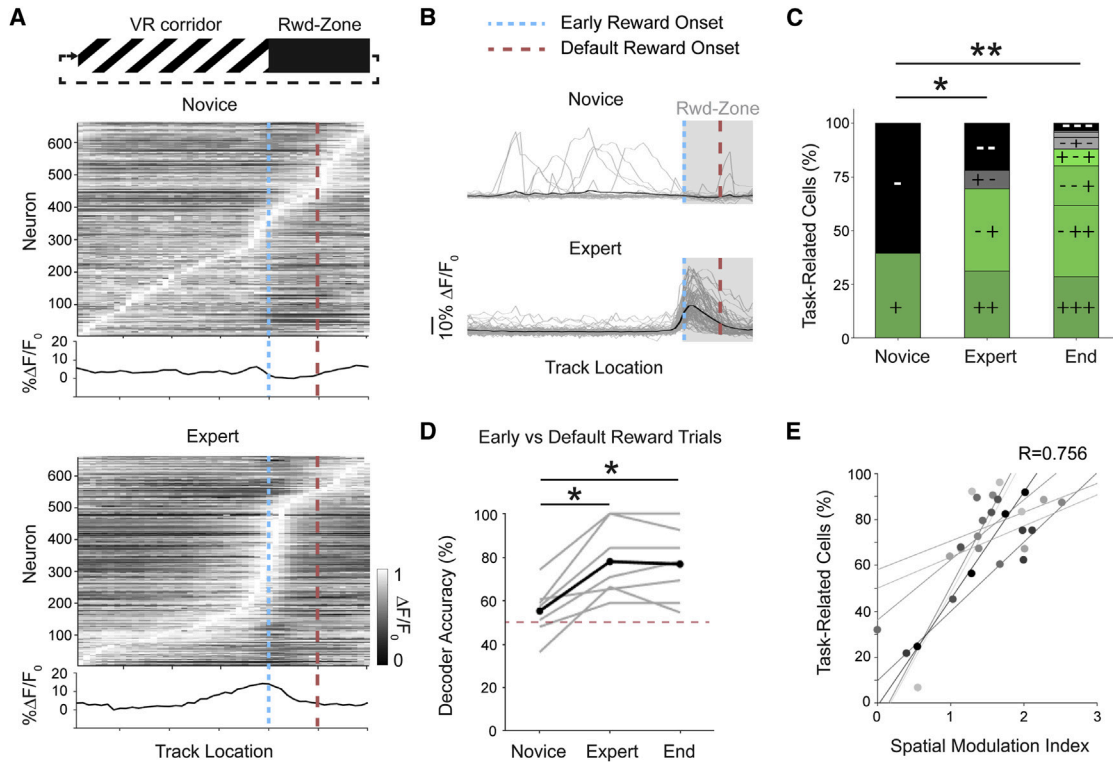 A
VR corridor
Rwd-Zone
Novice
600
500
400
300
200
100
Neuron
20
10
0
%ΔF/F0
Expert
600
500
400
300
200
100
Neuron
1
0
ΔF/F0
20
10
0
%ΔF/F0
Track Location
B
Early Reward Onset
Default Reward Onset
Novice
Rwd-Zone
Expert
10% ΔF/F0
Track Location
C
**
*
100
75
50
25
0
Task-Related Cells (%)
-
+
--
+-
-+
++
---
-+-
+-+
--+
-++
+++
Novice Expert End
D
Early vs Default Reward Trials
*
*
100
80
60
40
20
0
Decoder Accuracy (%)
Novice Expert End
E
R=0.756
100
80
60
40
20
0
Task-Related Cells (%)
0 1 2 3
Spatial Modulation Index